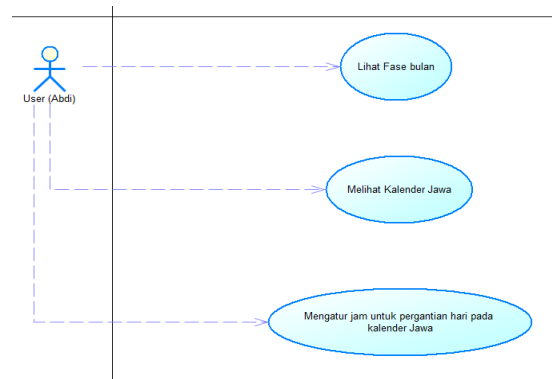 Lihat Fase bulan
User (Abdi)
Melihat Kalender Jawa
Mengatur jam untuk pergantian hari pada
kalender Jawa